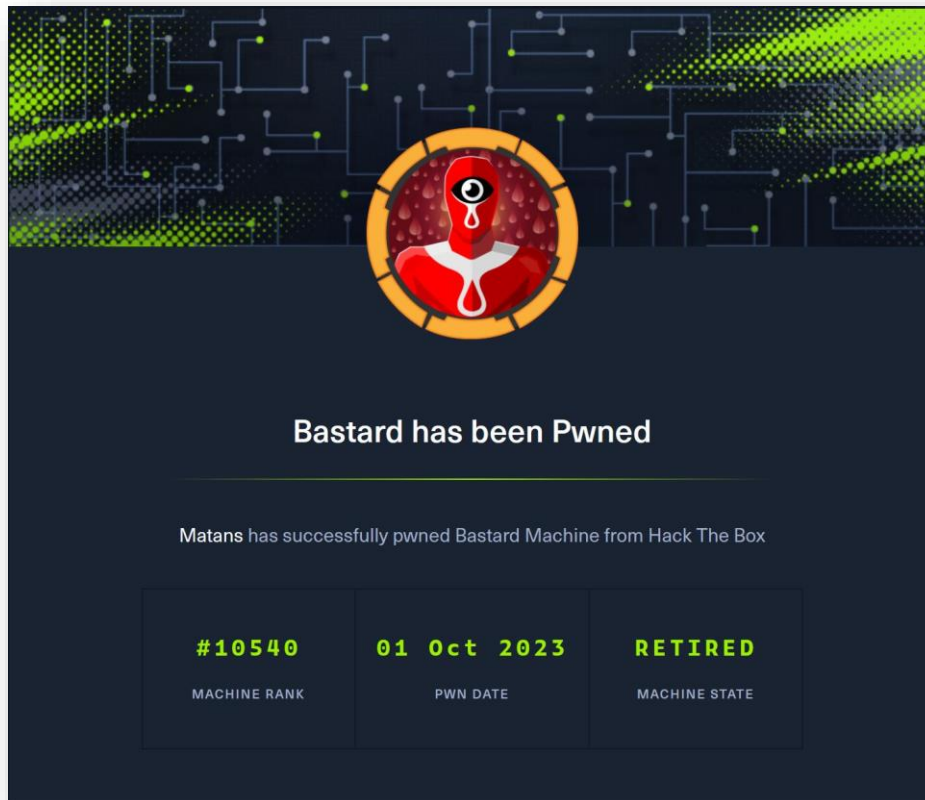 Bastard has been Pwned
Matans has successfully pwned Bastard Machine from Hack The Box
#10540 01 Oct 2023 RETIRED
MACHINE RANK PWN DATE MACHINE STATE